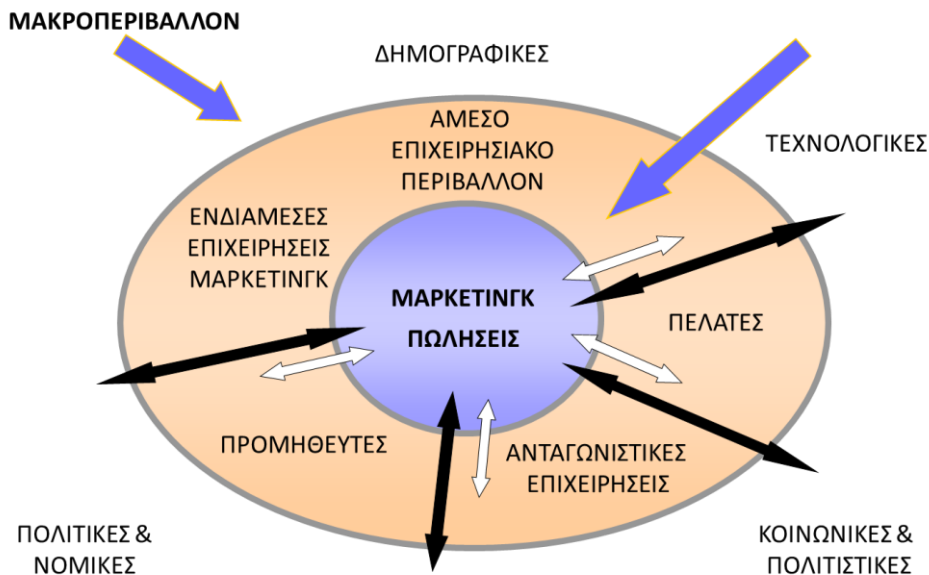 ΜΑΚΡΟΠΕΡΙΒΑΛΛΟΝ
ΔΗΜΟΓΡΑΦΙΚΕΣ
ΤΕΧΝΟΛΟΓΙΚΕΣ
ΑΜΕΣΟ
ΕΠΙΧΕΙΡΗΣΙΑΚΟ
ΠΕΡΙΒΑΛΛΟΝ
ΕΝΔΙΑΜΕΣΕΣ
ΕΠΙΧΕΙΡΗΣΕΙΣ
ΜΑΡΚΕΤΙΝΓΚ
ΜΑΡΚΕΤΙΝΓΚ
ΠΩΛΗΣΕΙΣ
ΠΕΛΑΤΕΣ
ΠΡΟΜΗΘΕΥΤΕΣ
ΑΝΤΑΓΩΝΙΣΤΙΚΕΣ
ΕΠΙΧΕΙΡΗΣΕΙΣ
ΠΟΛΙΤΙΚΕΣ &
ΝΟΜΙΚΕΣ
ΚΟΙΝΩΝΙΚΕΣ &
ΠΟΛΙΤΙΣΤΙΚΕΣ